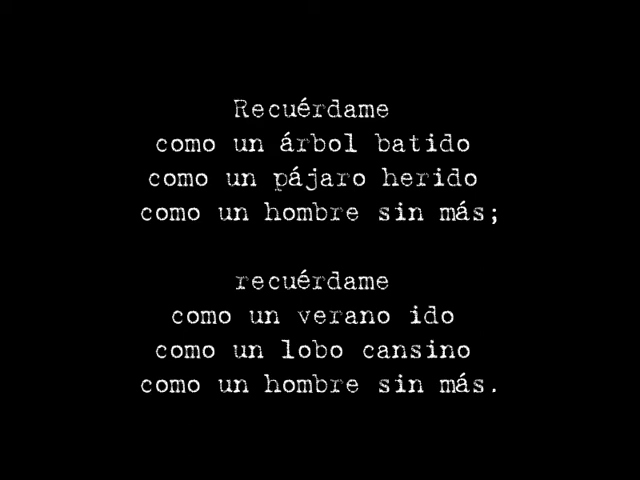 Recuérdame
como un árbol batido
como un pájaro herido
como un hombre sin más;
recuérdame
como un verano ido
como un lobo cansino
como un hombre sin más.